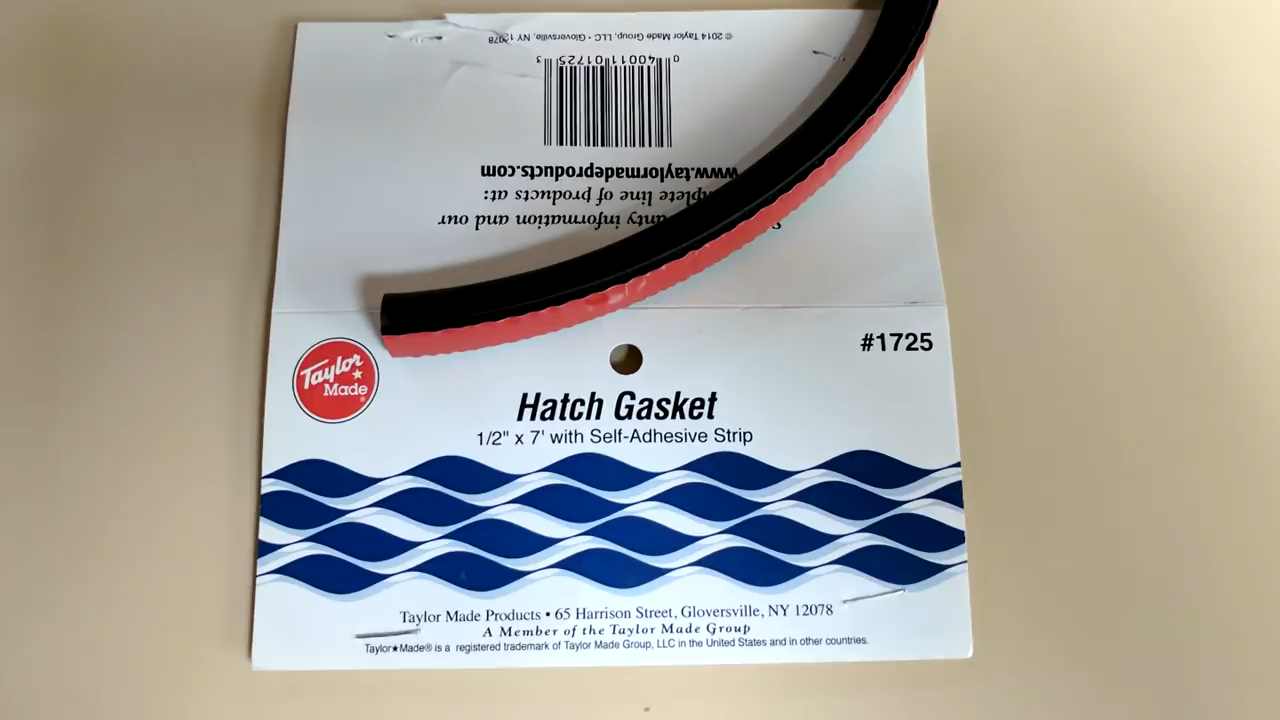 © 2014 Taylor Made Group, LLC • Gloversville, NY 12078
0 40011 01725 3
www.taylormadeproducts.com
line of products at:
information and our
#1725
Taylor
Made
®
Hatch Gasket
1/2" x 7' with Self-Adhesive Strip
Taylor Made Products • 65 Harrison Street, Gloversville, NY 12078
A Member of the Taylor Made Group
Taylor★Made® is a registered trademark of Taylor Made Group, LLC in the United States and in other countries.